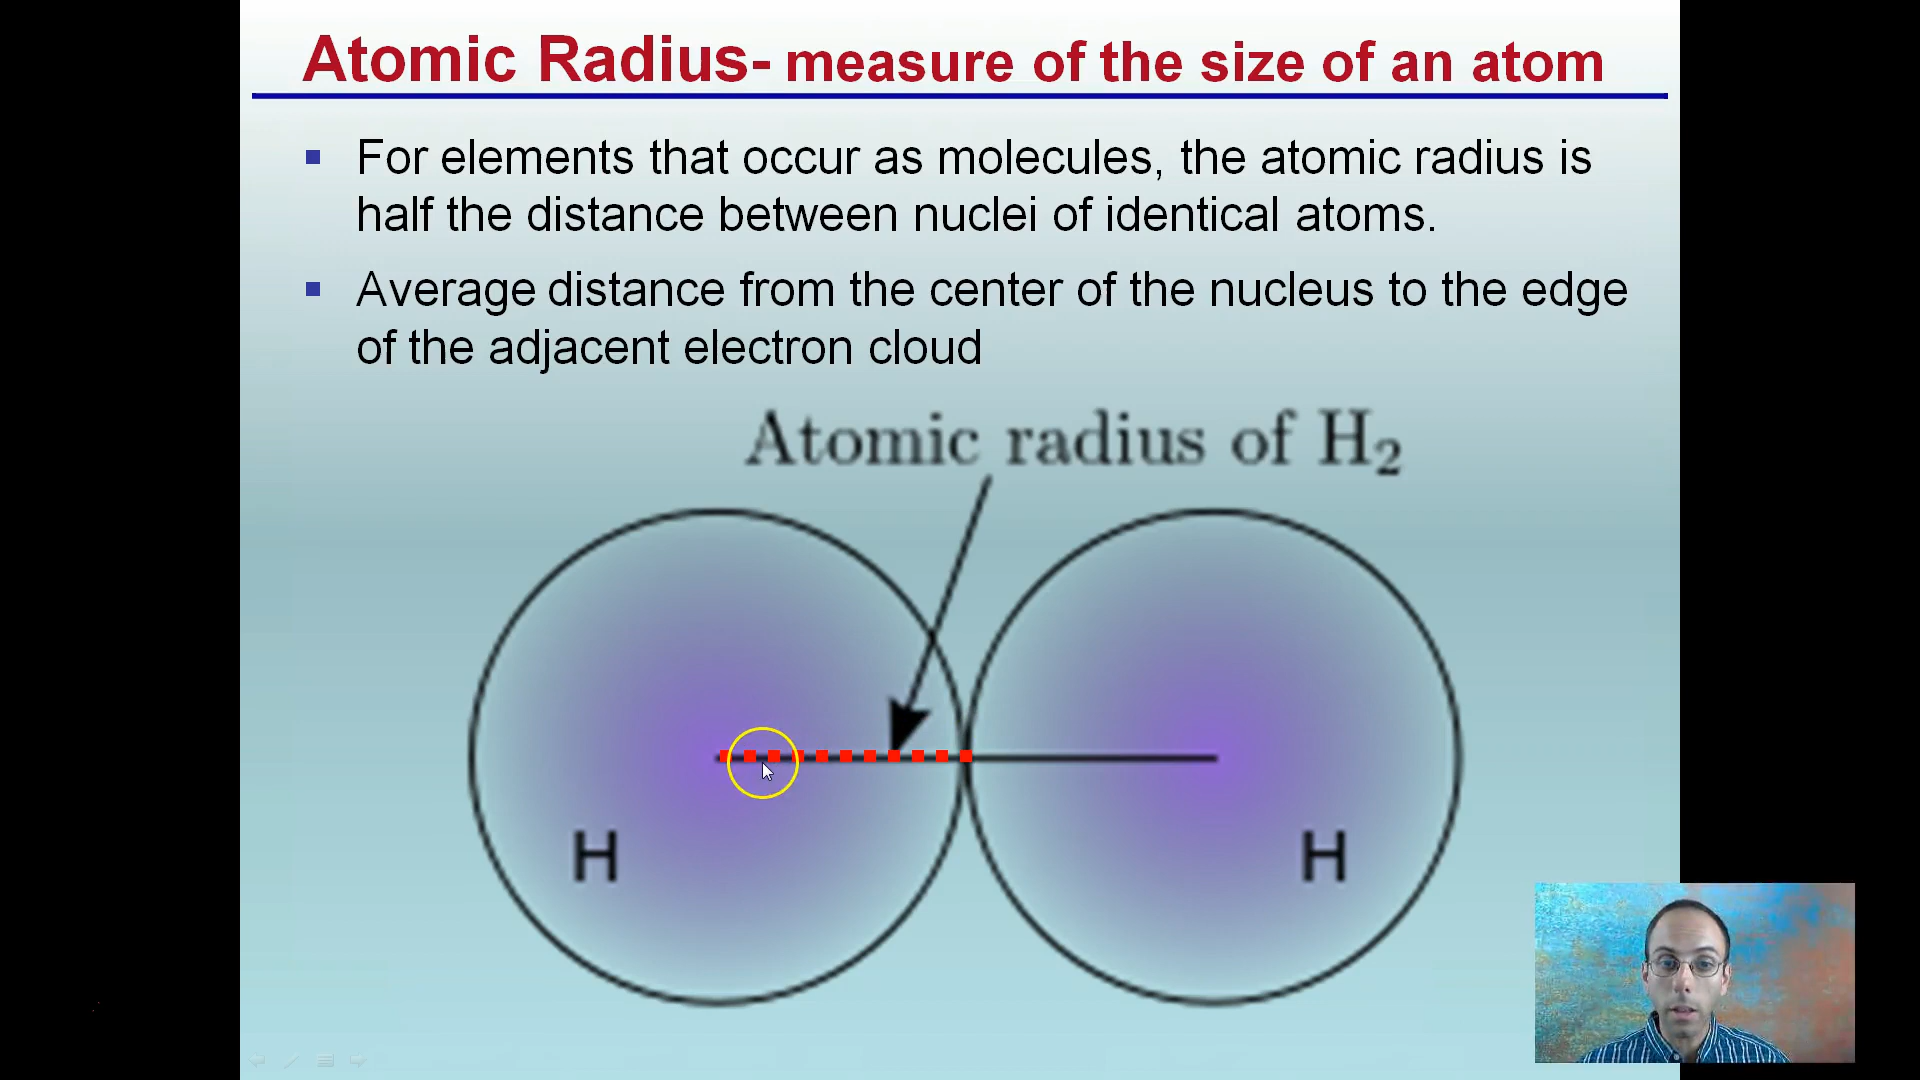 Atomic Radius- measure of the size of an atom
For elements that occur as molecules, the atomic radius is
half the distance between nuclei of identical atoms.
Average distance from the center of the nucleus to the edge
of the adjacent electron cloud
Atomic radius of H₂
H
H